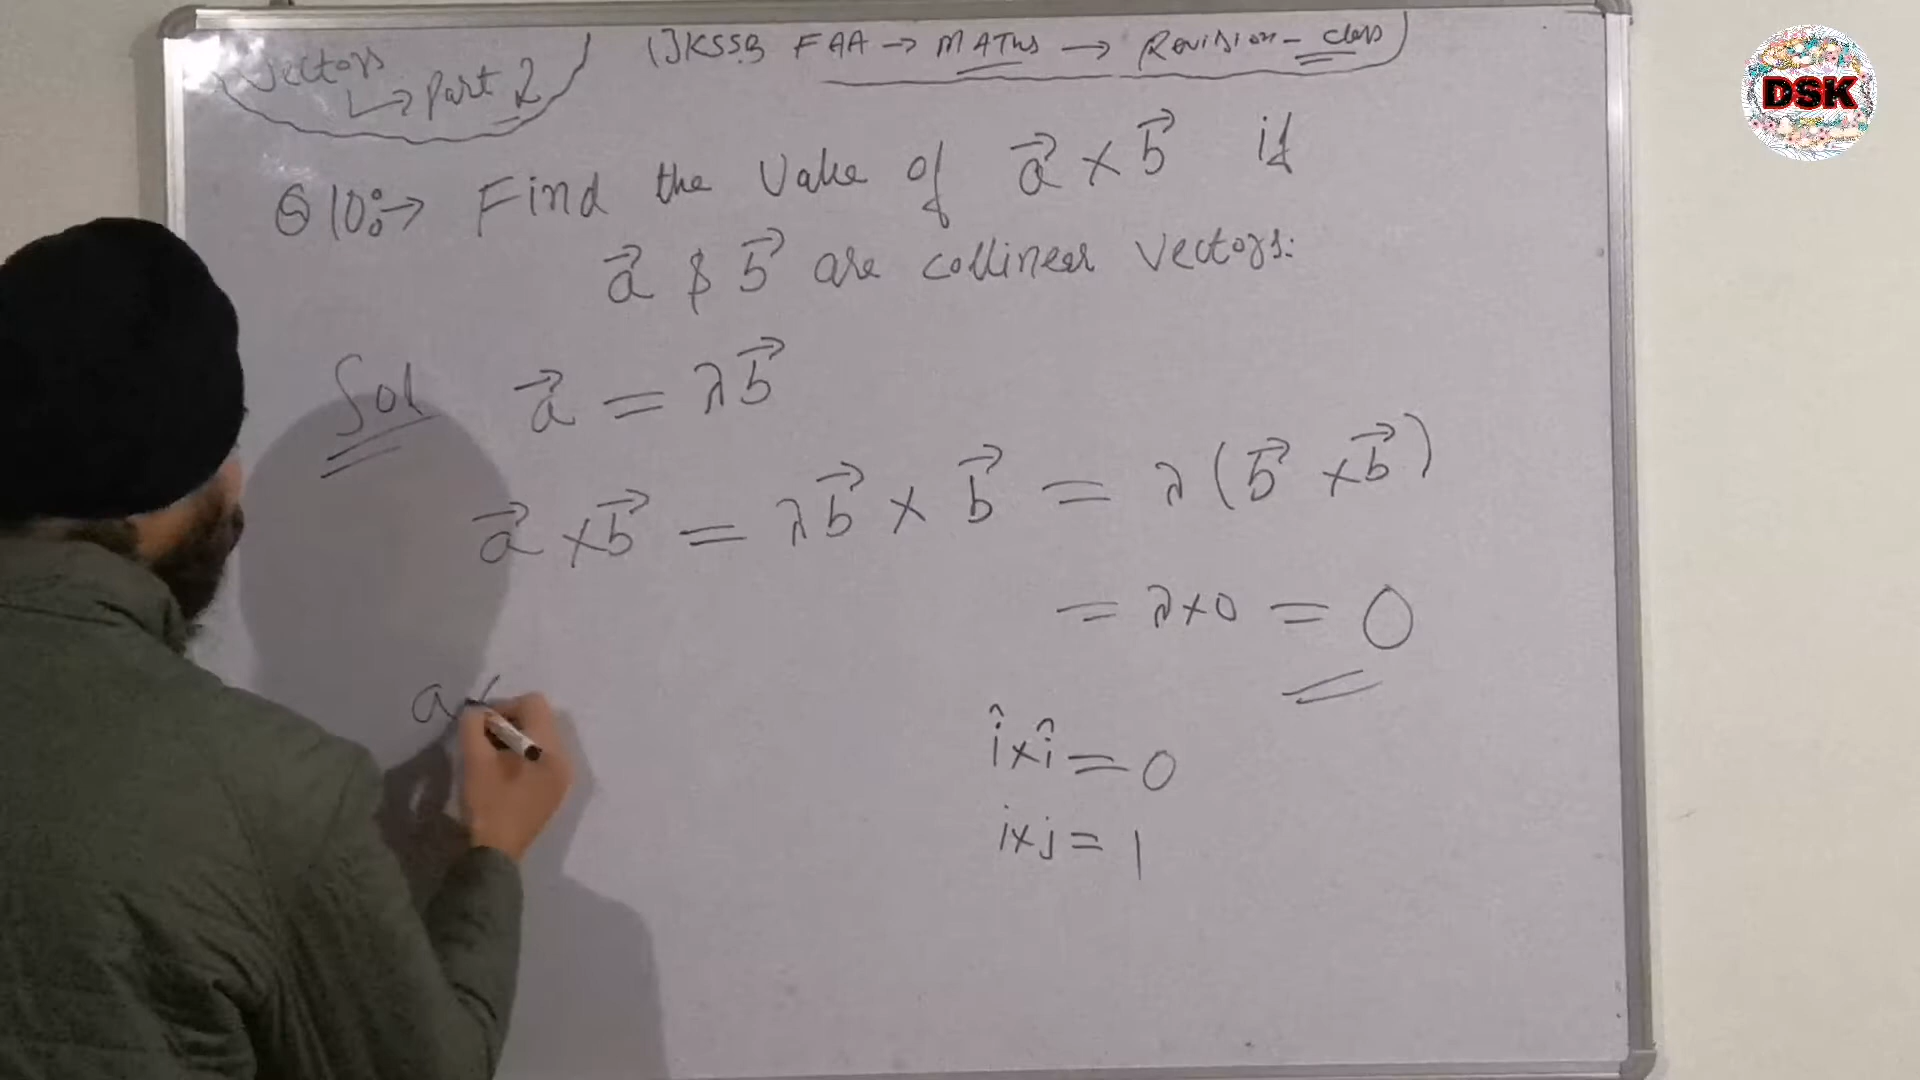 Vectors
↳ Part 2
JKSSB FAA → MATHs → Revision - class
Q10:→ Find the Value of a⃗ × b⃗ if
a⃗ & b⃗ are collinear Vectors:
Sol a⃗ = λb⃗
a⃗ × b⃗ = λb⃗ × b⃗ = λ(b⃗ × b⃗)
= λ×0 = 0
î×î = 0
i×j = 1
a×
DSK